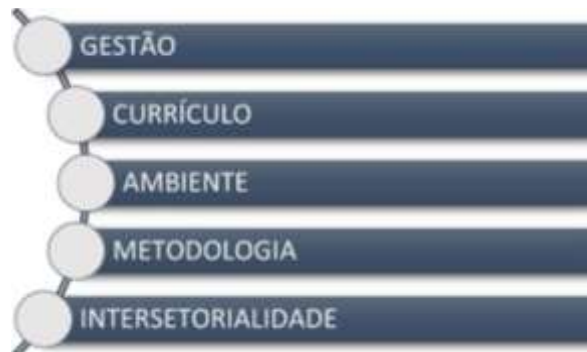 GESTÃO
CURRÍCULO
AMBIENTE
METODOLOGIA
INTERSETORIALIDADE